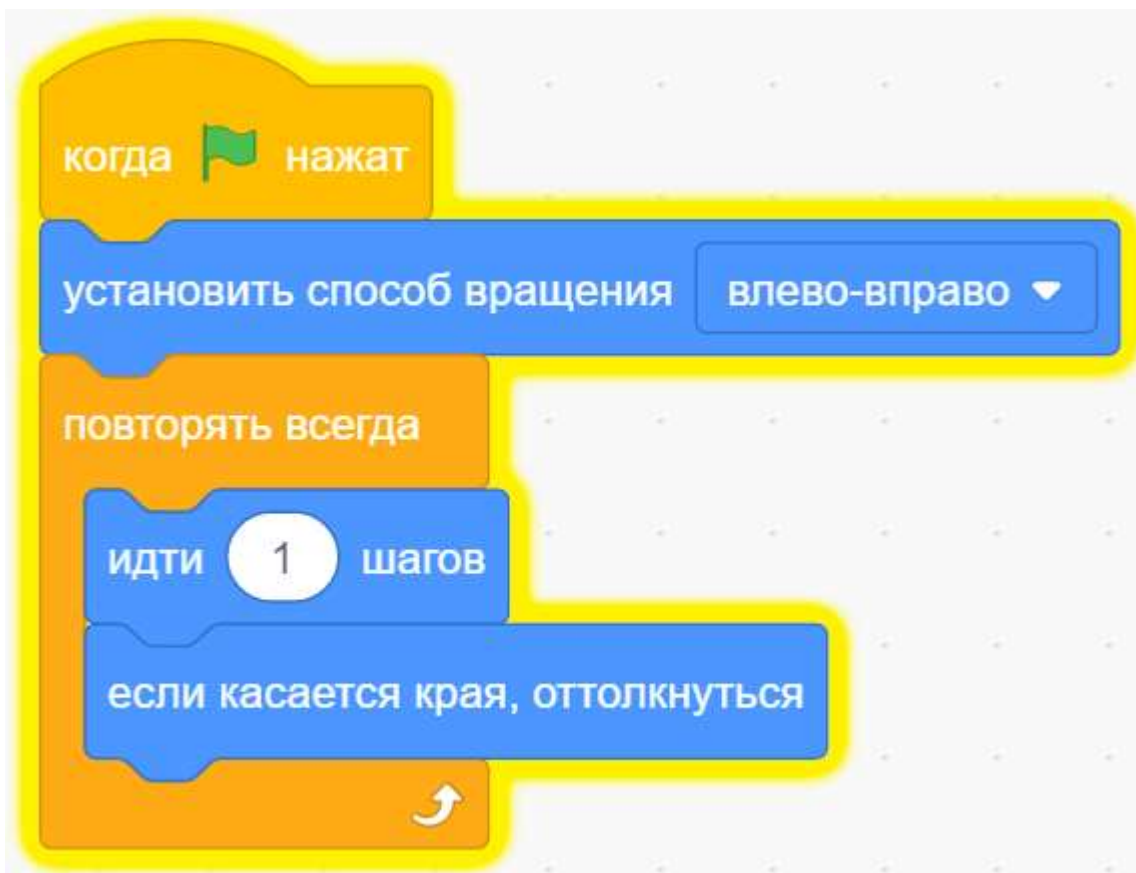 когда нажат
установить способ вращения влево-вправо
повторять всегда
идти 1 шагов
если касается края, оттолкнуться